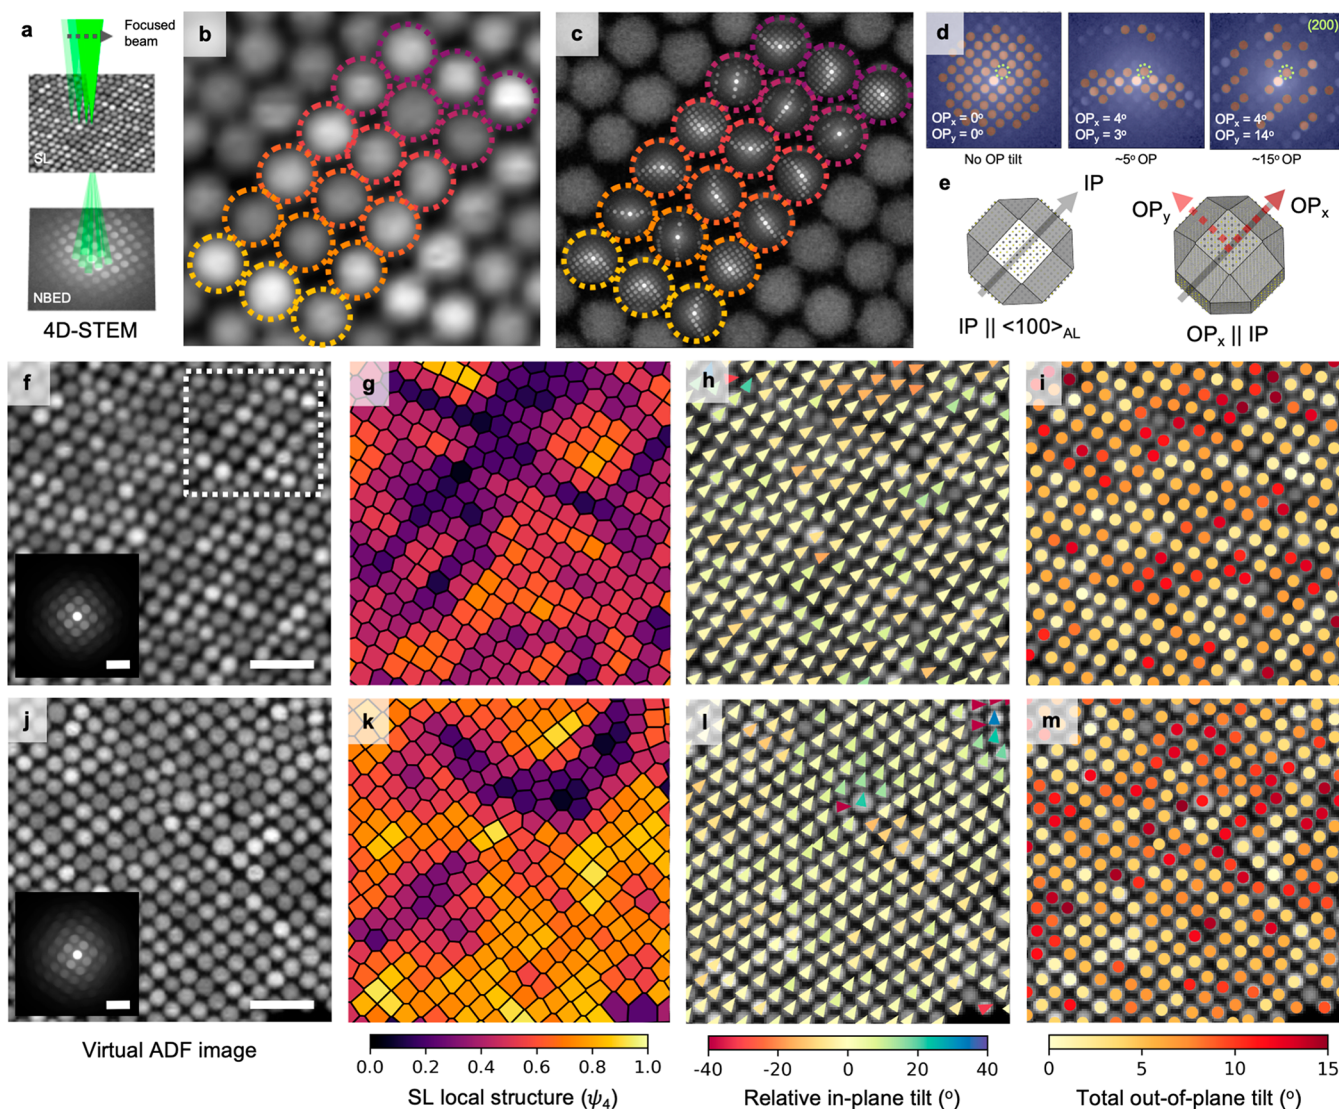 a
Focused
beam
SL
NBED
4D-STEM
b
c
d
(200)
OPx = 0°
OPy = 0°
OPx = 4°
OPy = 3°
OPx = 4°
OPy = 14°
No OP tilt
~5° OP
~15° OP
e
IP
OPy
OPx
IP || <100>AL
OPx || IP
f
g
h
i
j
k
l
m
Virtual ADF image
0.0 0.2 0.4 0.6 0.8 1.0
SL local structure (ψ4)
-40 -20 0 20 40
Relative in-plane tilt (°)
0 5 10 15
Total out-of-plane tilt (°)